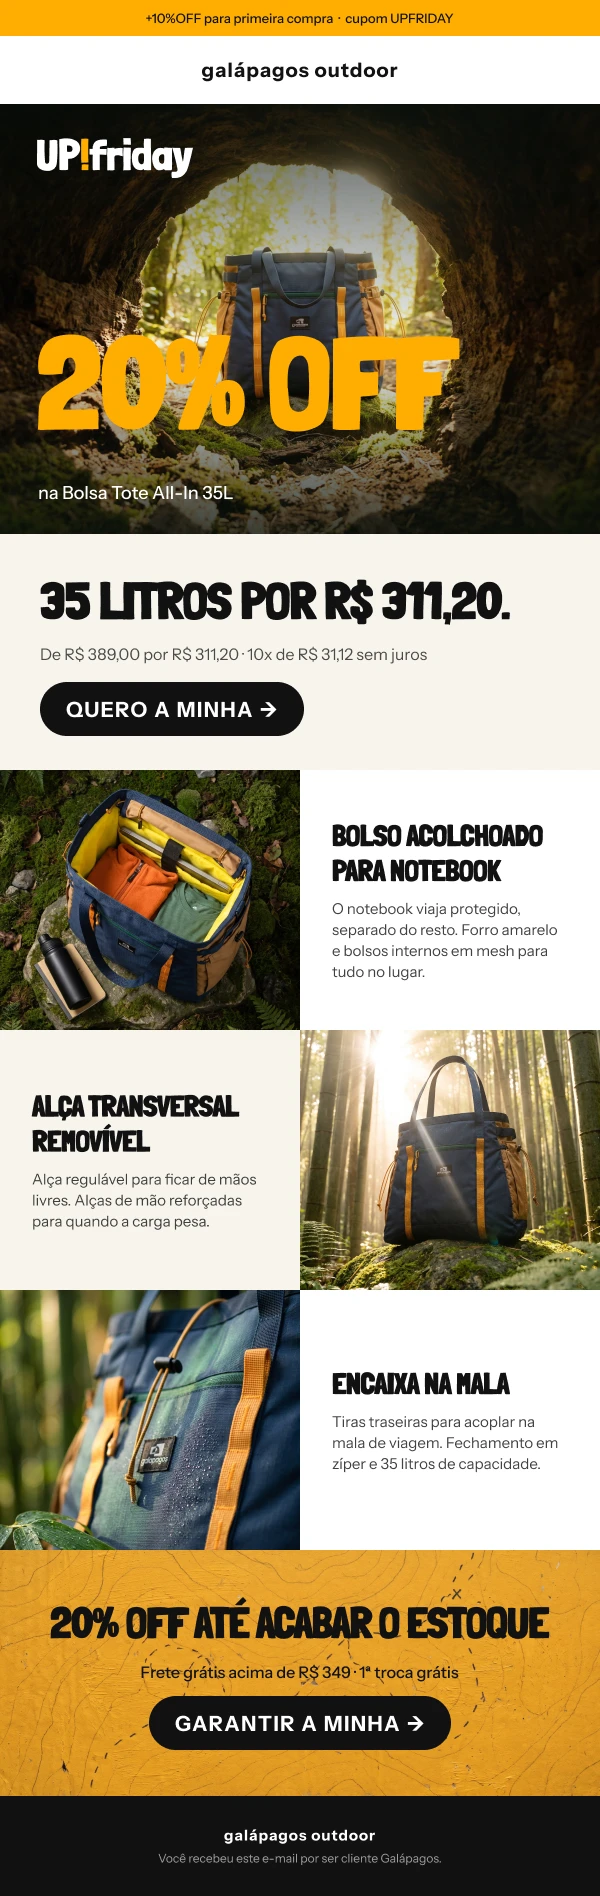 +10%OFF para primeira compra · cupom UPFRIDAY
galápagos outdoor
UP!friday
20% OFF
na Bolsa Tote All-In 35L
35 LITROS POR R$ 311,20.
De R$ 389,00 por R$ 311,20 · 10x de R$ 31,12 sem juros
QUERO A MINHA →
BOLSO ACOLCHOADO
PARA NOTEBOOK
O notebook viaja protegido,
separado do resto. Forro amarelo
e bolsos internos em mesh para
tudo no lugar.
ALÇA TRANSVERSAL
REMOVÍVEL
Alça regulável para ficar de mãos
livres. Alças de mão reforçadas
para quando a carga pesa.
galápagos
ENCAIXA NA MALA
Tiras traseiras para acoplar na
mala de viagem. Fechamento em
zíper e 35 litros de capacidade.
20% OFF ATÉ ACABAR O ESTOQUE
Frete grátis acima de R$ 349 · 1ª troca grátis
GARANTIR A MINHA →
galápagos outdoor
Você recebeu este e-mail por ser cliente Galápagos.